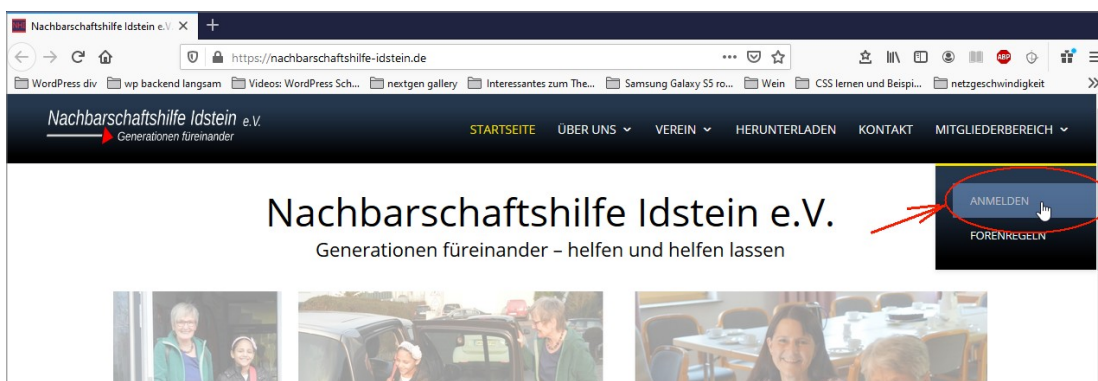 Nachbarschaftshilfe Idstein e.V
https://nachbarschaftshilfe-idstein.de
WordPress div wp backend langsam Videos: WordPress Sch... nextgen gallery Interessantes zum The... Samsung Galaxy S5 ro... Wein CSS lernen und Beispi... netzgeschwindigkeit
Nachbarschaftshilfe Idstein e.V.
Generationen füreinander
STARTSEITE ÜBER UNS VEREIN HERUNTERLADEN KONTAKT MITGLIEDERBEREICH
ANMELDEN
FORENREGELN
Nachbarschaftshilfe Idstein e.V.
Generationen füreinander – helfen und helfen lassen